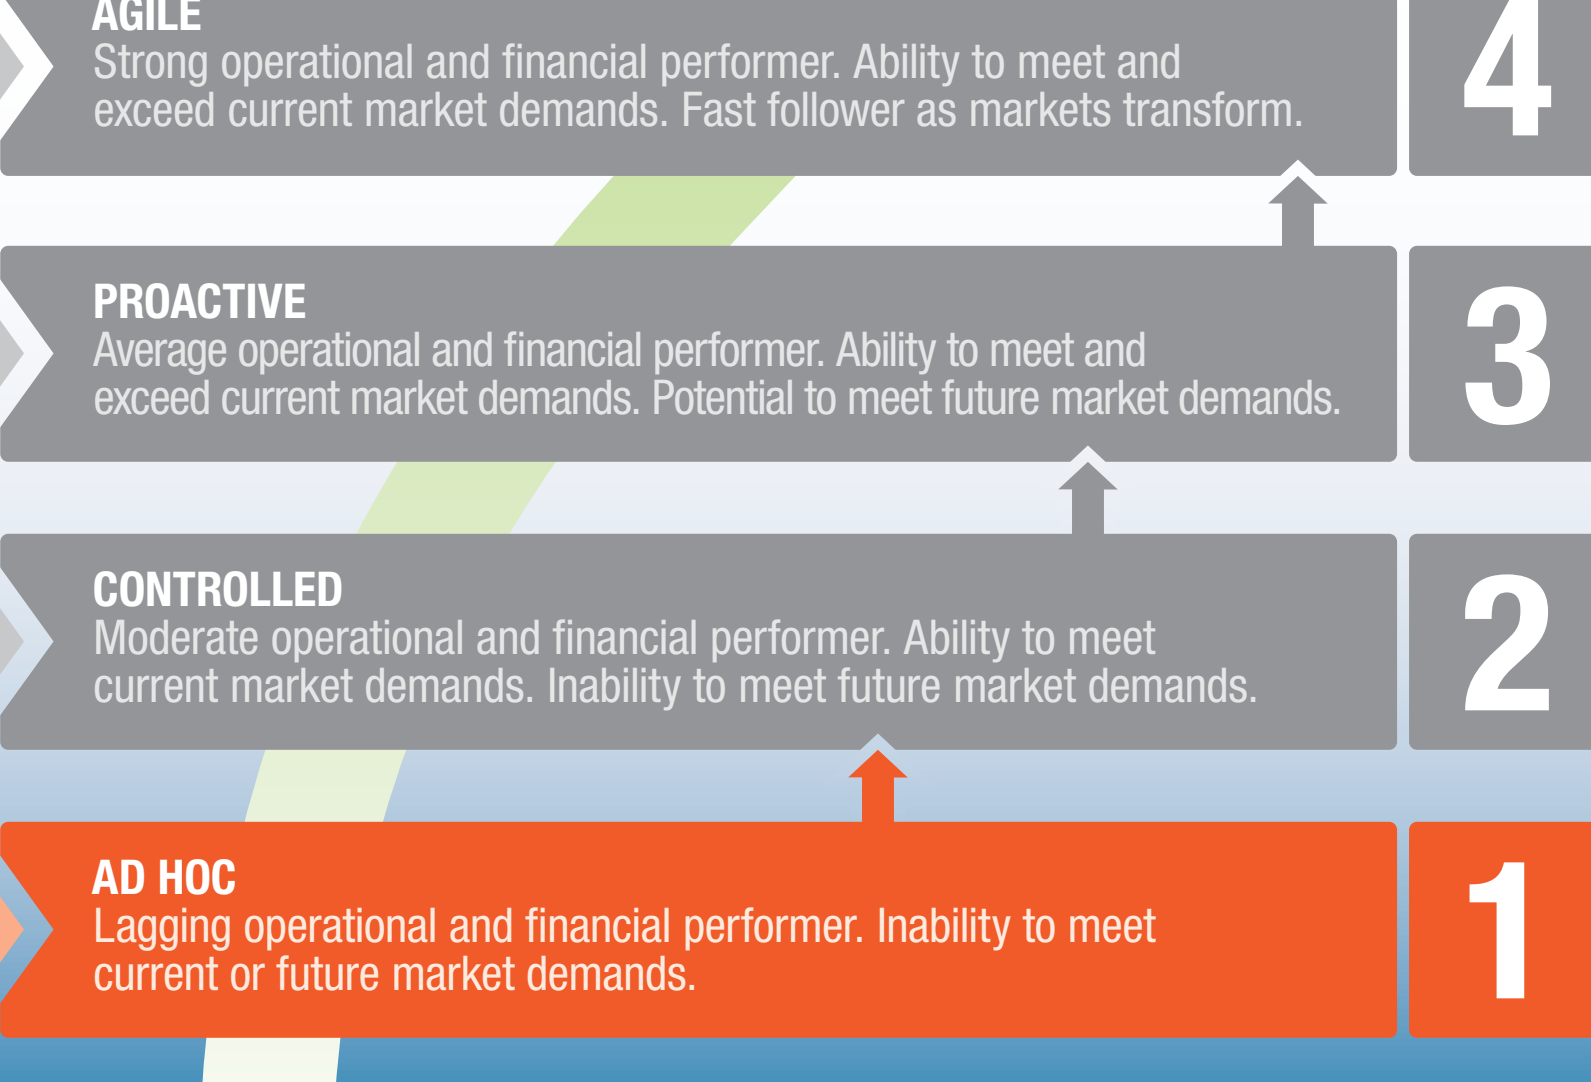 AGILE
Strong operational and financial performer. Ability to meet and
exceed current market demands. Fast follower as markets transform.
4
PROACTIVE
Average operational and financial performer. Ability to meet and
exceed current market demands. Potential to meet future market demands.
3
CONTROLLED
Moderate operational and financial performer. Ability to meet
current market demands. Inability to meet future market demands.
2
AD HOC
Lagging operational and financial performer. Inability to meet
current or future market demands.
1